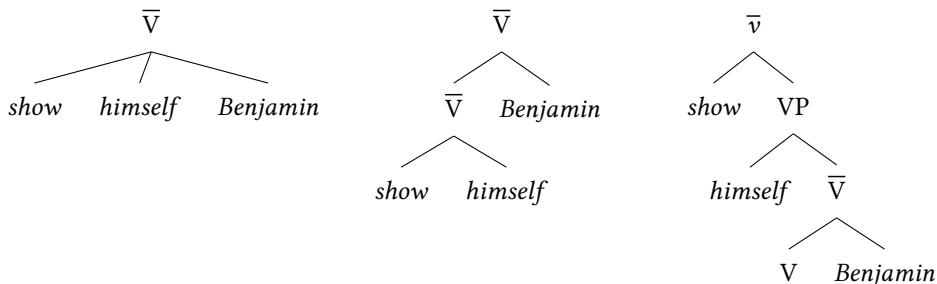 V̅ V̅ v̅
show himself Benjamin V̅ Benjamin show VP
show himself himself V̅
V Benjamin